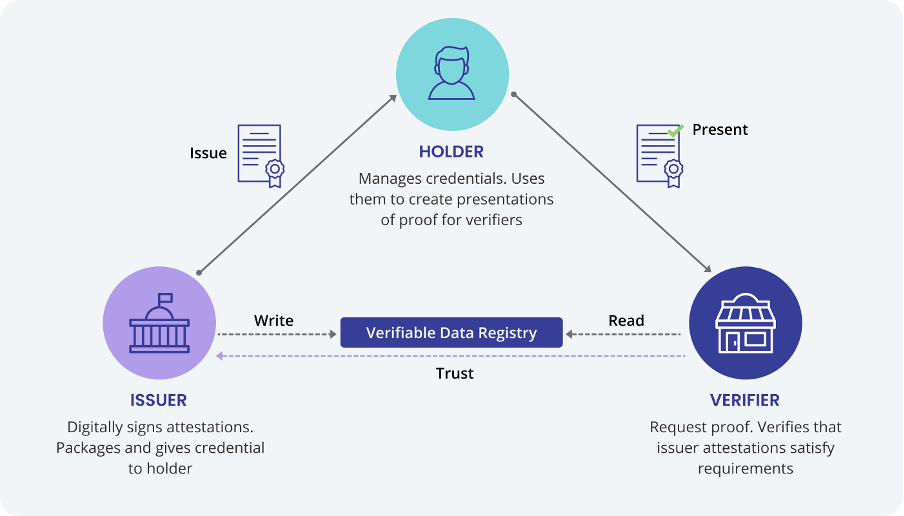 Issue
Present
HOLDER
Manages credentials. Uses
them to create presentations
of proof for verifiers
Write
Verifiable Data Registry
Read
Trust
ISSUER
Digitally signs attestations.
Packages and gives credential
to holder
VERIFIER
Request proof. Verifies that
issuer attestations satisfy
requirements